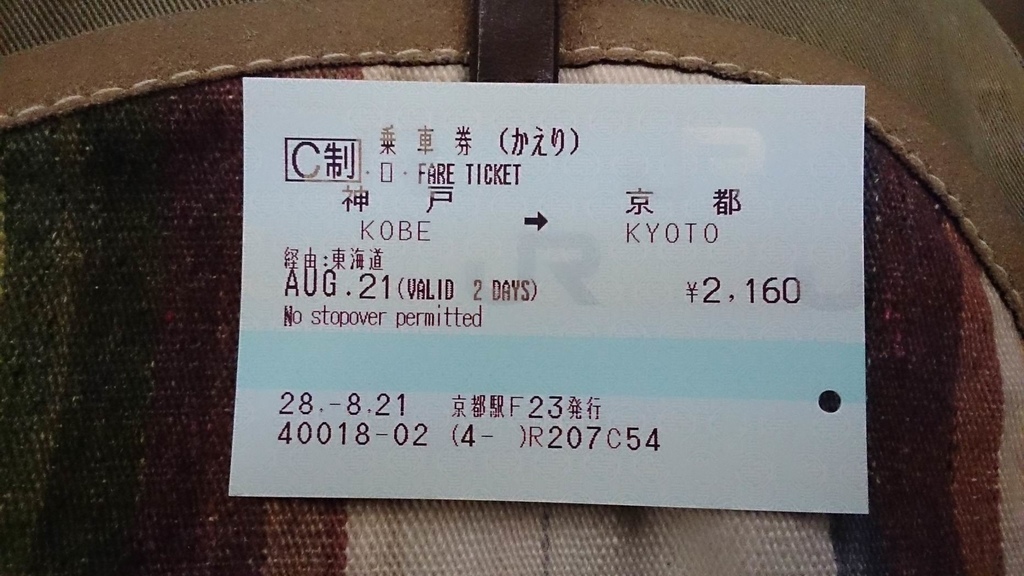 C制 乗車券 (かえり)
・口・FARE TICKET
神戸 → 京都
KOBE KYOTO
経由:東海道
AUG.21(VALID 2 DAYS) ¥2,160
No stopover permitted
28.-8.21 京都駅F23発行
40018-02 (4- )R207C54